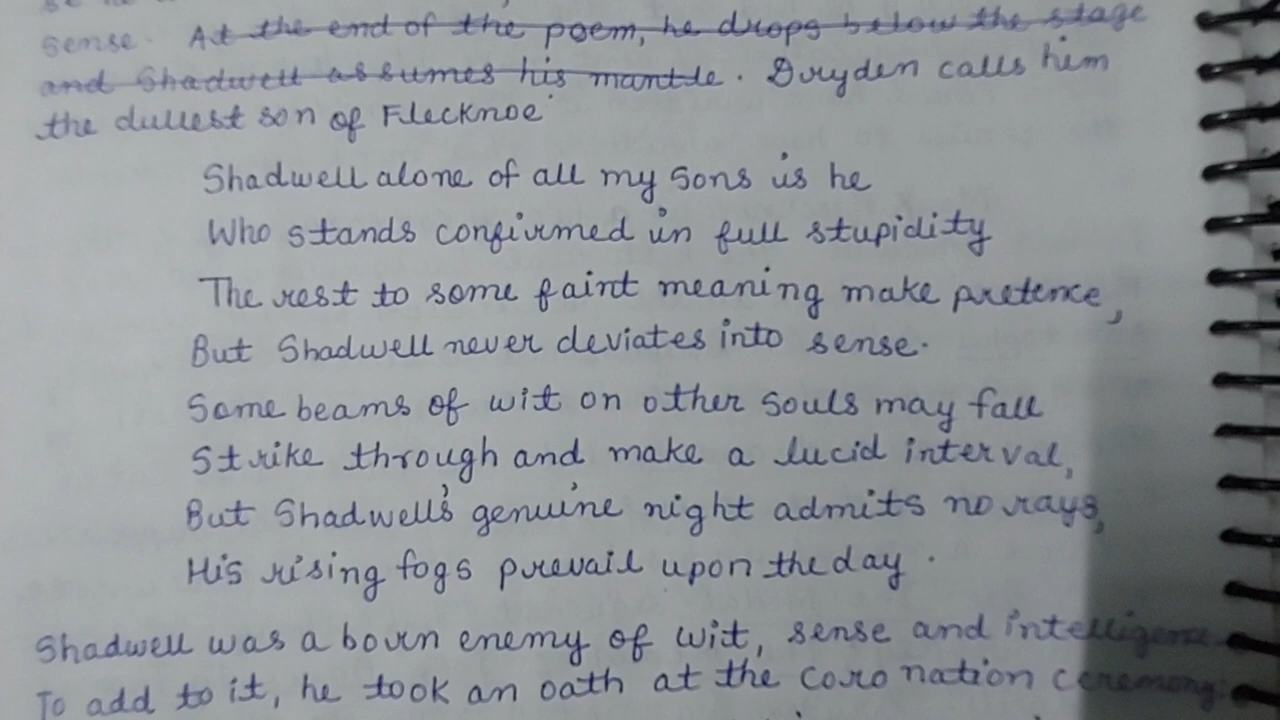 sense. At the end of the poem, he drops below the stage
and Shadwell assumes his mantle. Dryden calls him
the dullest son of Flecknoe
Shadwell alone of all my sons is he
Who stands confirmed in full stupidity
The rest to some faint meaning make pretence,
But Shadwell never deviates into sense.
Some beams of wit on other souls may fall
Strike through and make a lucid interval,
But Shadwell's genuine night admits no rays,
His rising fogs prevail upon the day.
Shadwell was a born enemy of wit, sense and intelligence.
To add to it, he took an oath at the coronation ceremony